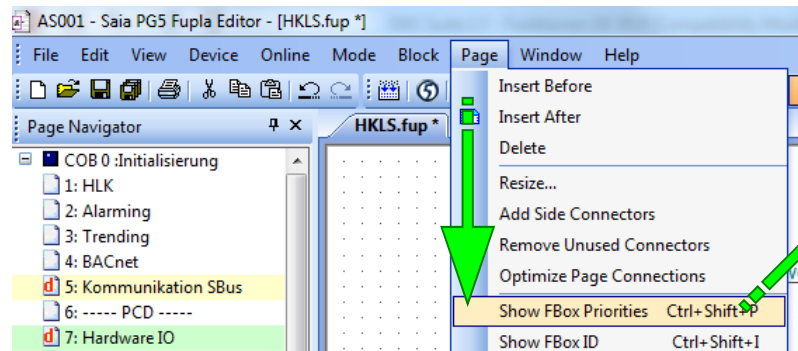 AS001 - Saia PG5 Fupla Editor - [HKLS.fup *]
File Edit View Device Online Mode Block Page Window Help
Page Navigator
HKLS.fup *
COB 0 :Initialisierung
1: HLK
2: Alarming
3: Trending
4: BACnet
5: Kommunikation SBus
6: ----- PCD -----
7: Hardware IO
Insert Before
Insert After
Delete
Resize...
Add Side Connectors
Remove Unused Connectors
Optimize Page Connections
Show FBox Priorities Ctrl+Shift+P
Show FBox ID Ctrl+Shift+I